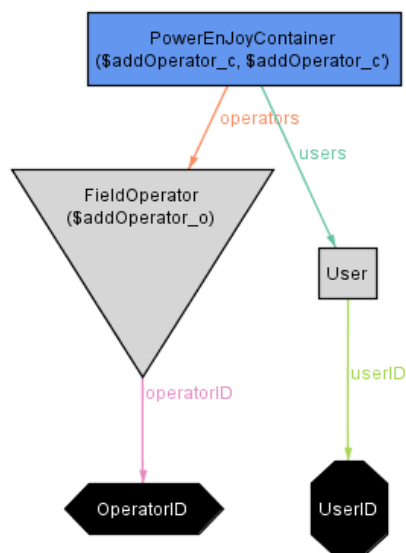 PowerEnJoyContainer
($addOperator_c, $addOperator_c')
operators
users
FieldOperator
($addOperator_o)
User
operatorID
userID
OperatorID
UserID